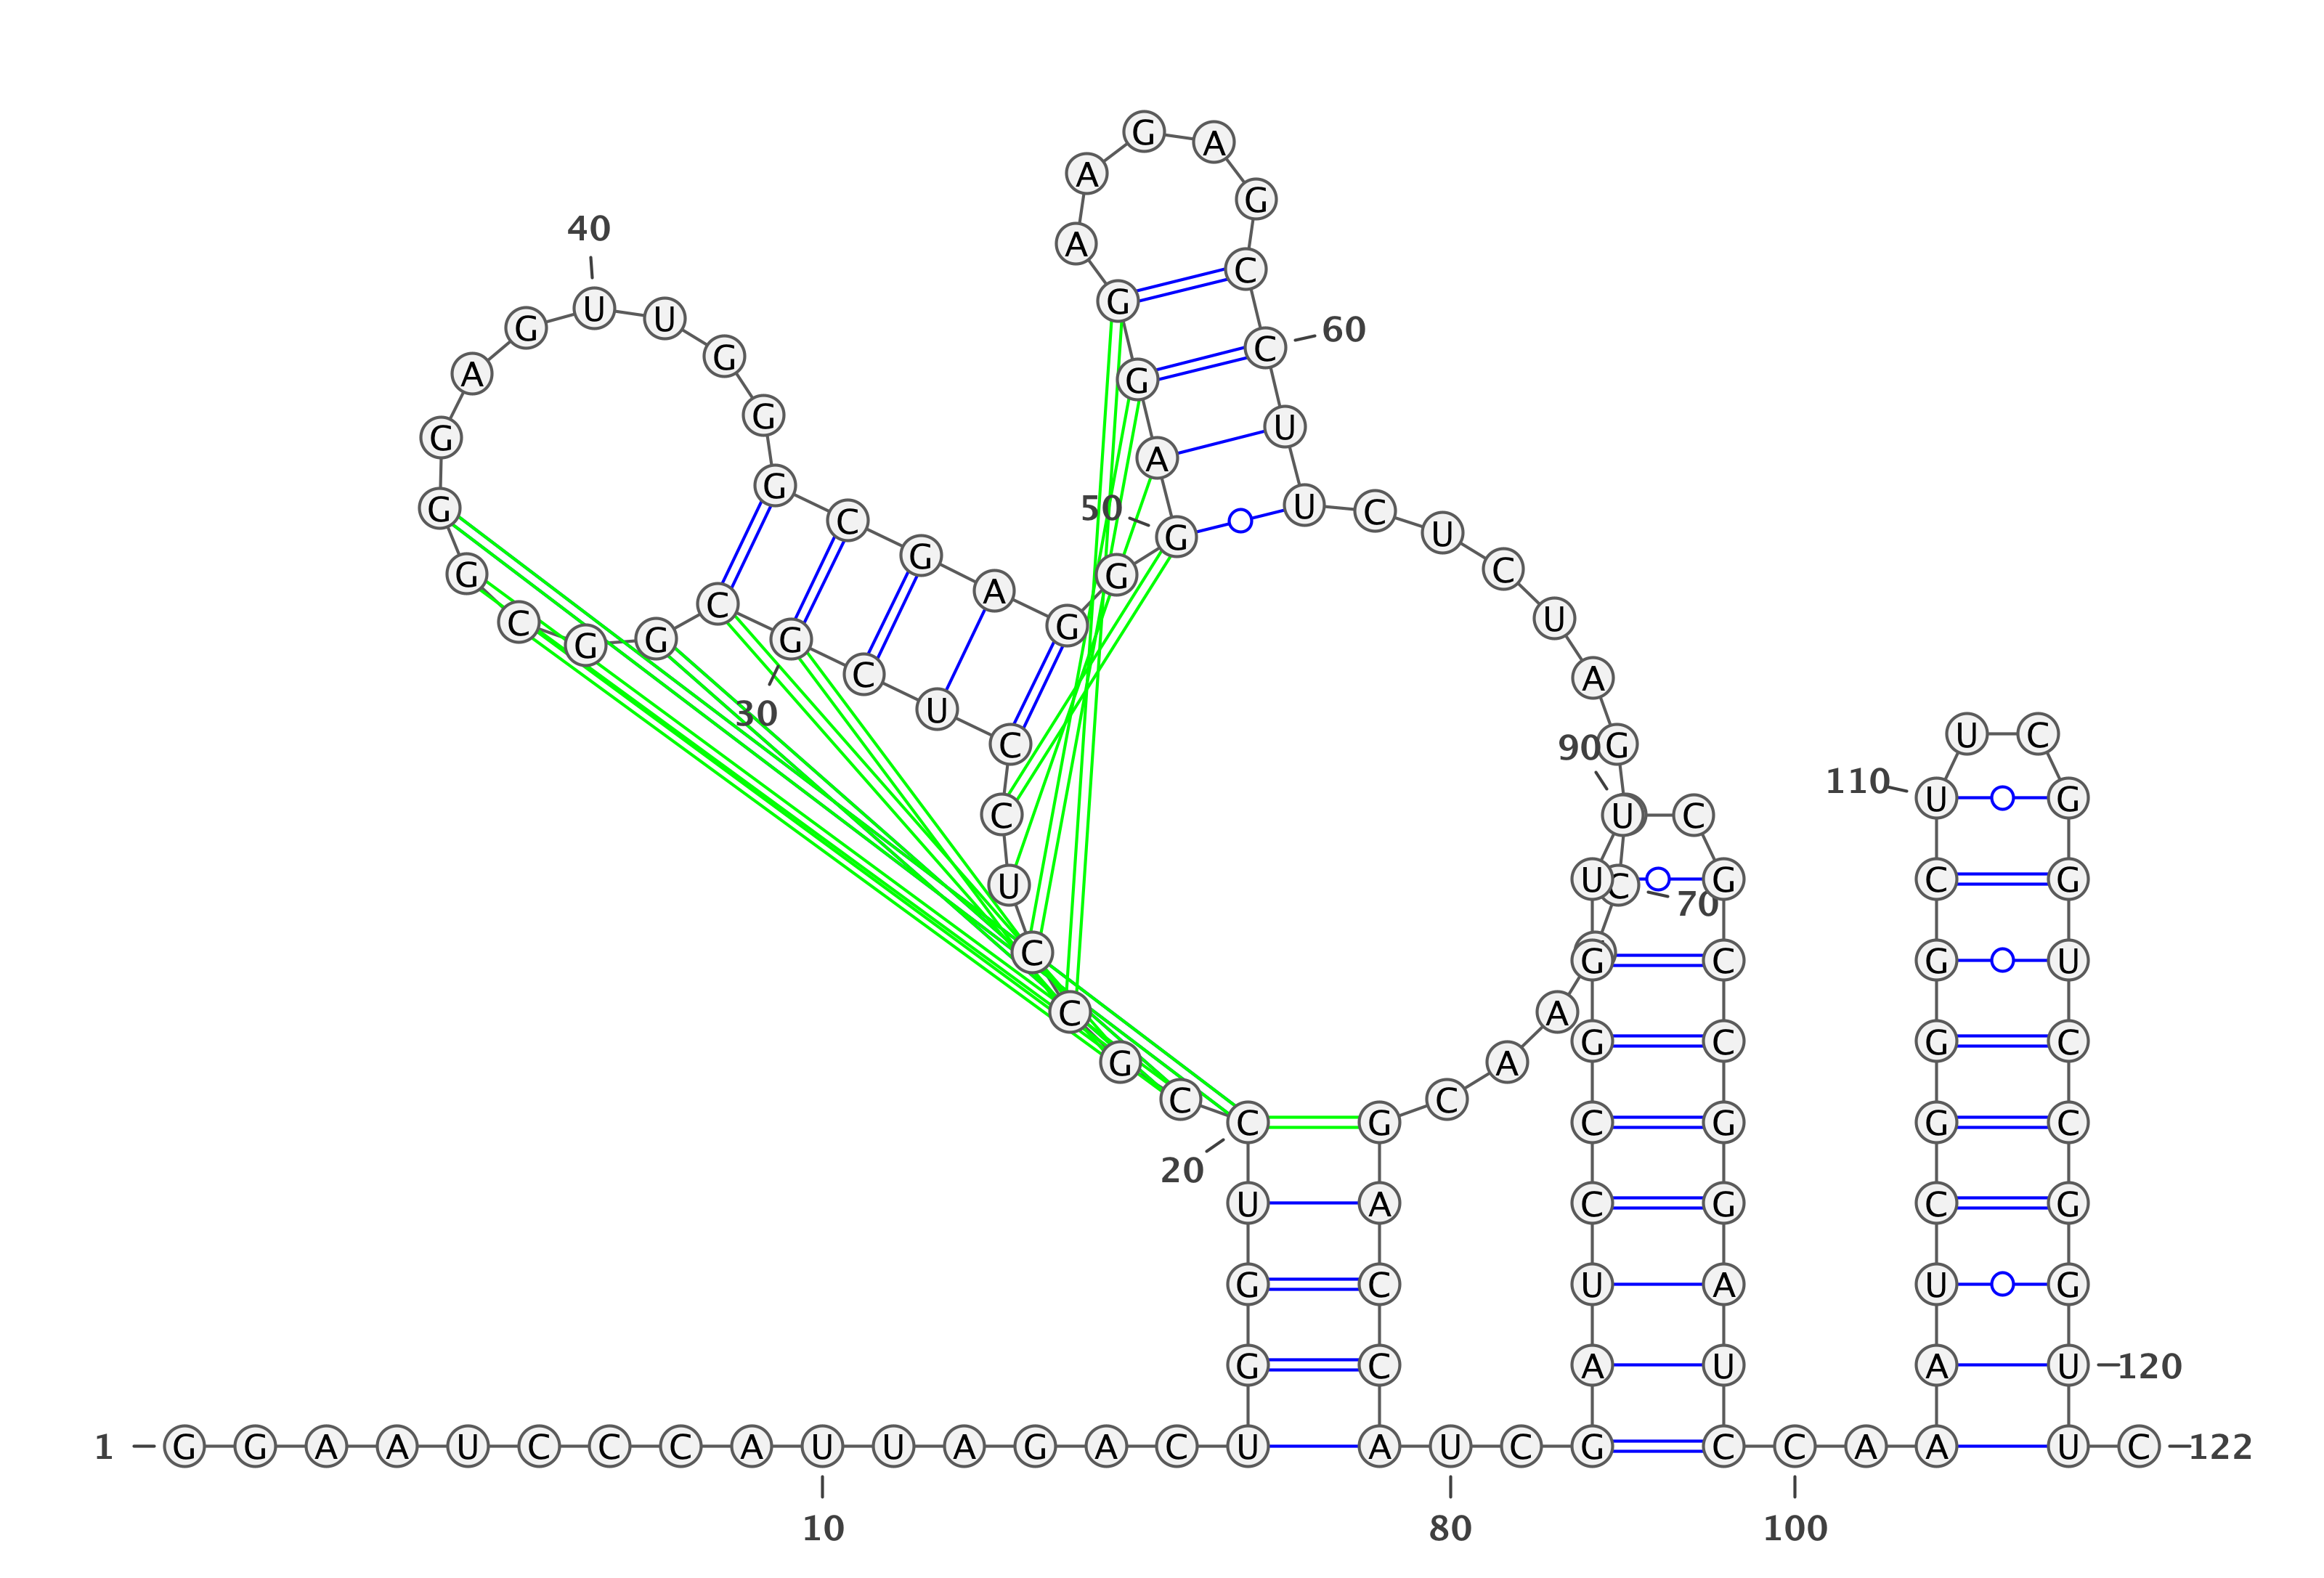 G A
A
G
40
A
C
G
U U G 60
C
G
A G
G
U
G
A
G C
G 50 U C
U
G
G C
G G
A
C U
C G
G G G
C A
U
30
U C
90 G
C
110
U G
C U C
U G C G
U C
70
C
G C G U
C A
G C G C
G A
C C
C G C G G C
20
U A C G C G
G C U A U G
G C A U A U 120
1 G G A A U C C C A U U A G A C U A U C G C C A A U C 122
10 80 100